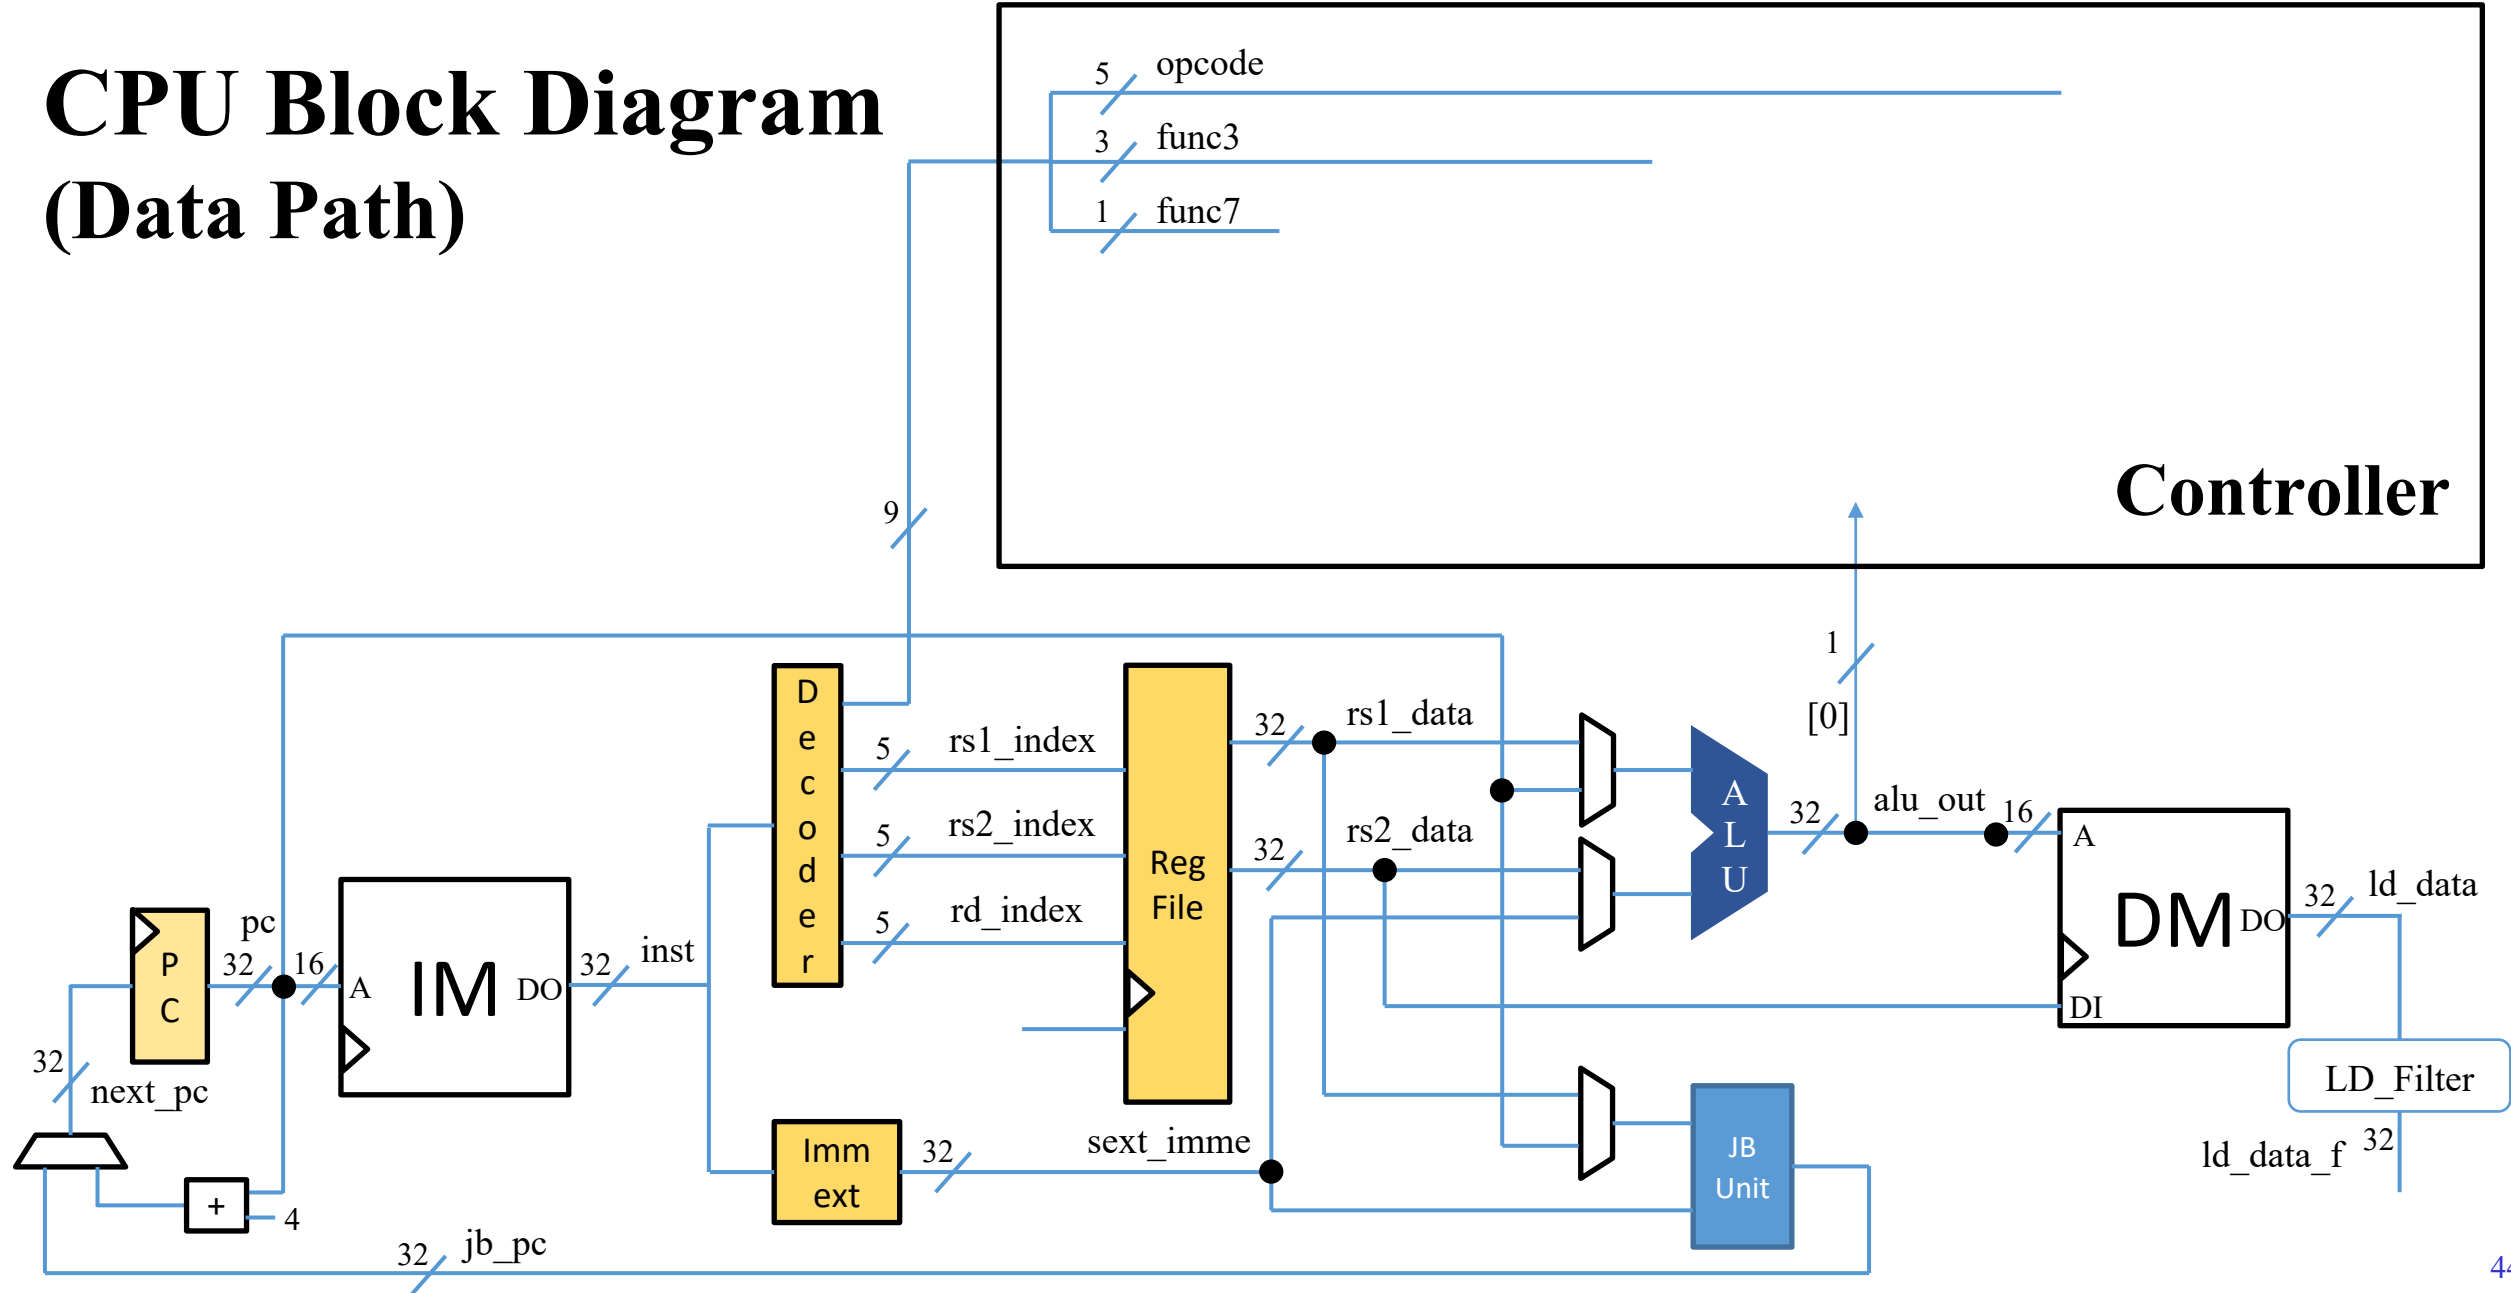 CPU Block Diagram
(Data Path)
5 opcode
3 func3
1 func7
Controller
9
1
[0]
D
e
c
o
d
e
r
5 rs1_index
5 rs2_index
5 rd_index
Reg
File
32 rs1_data
32 rs2_data
A
L
U
32 alu_out 16
A
DM
DO
DI
32 ld_data
LD_Filter
ld_data_f 32
P
C
pc
32 16
A
IM
DO
32 inst
32
next_pc
+
4
Imm
ext
32 sext_imme
JB
Unit
32 jb_pc